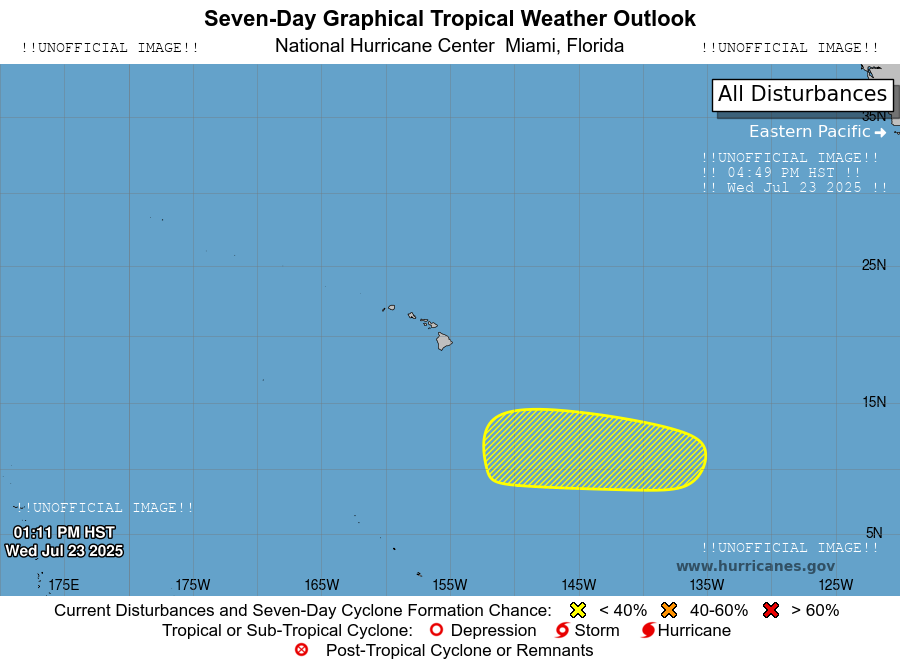 Seven-Day Graphical Tropical Weather Outlook
National Hurricane Center Miami, Florida
!!UNOFFICIAL IMAGE!!
!!UNOFFICIAL IMAGE!!
All Disturbances
35N
Eastern Pacific
!!UNOFFICIAL IMAGE!!
!! 04:49 PM HST !!
!! Wed Jul 23 2025 !!
25N
15N
!!UNOFFICIAL IMAGE!!
01:11 PM HST
Wed Jul 23 2025
5N
!!UNOFFICIAL IMAGE!!
www.hurricanes.gov
175E 175W 165W 155W 145W 135W 125W
Current Disturbances and Seven-Day Cyclone Formation Chance: < 40% 40-60% > 60%
Tropical or Sub-Tropical Cyclone: Depression Storm Hurricane
Post-Tropical Cyclone or Remnants